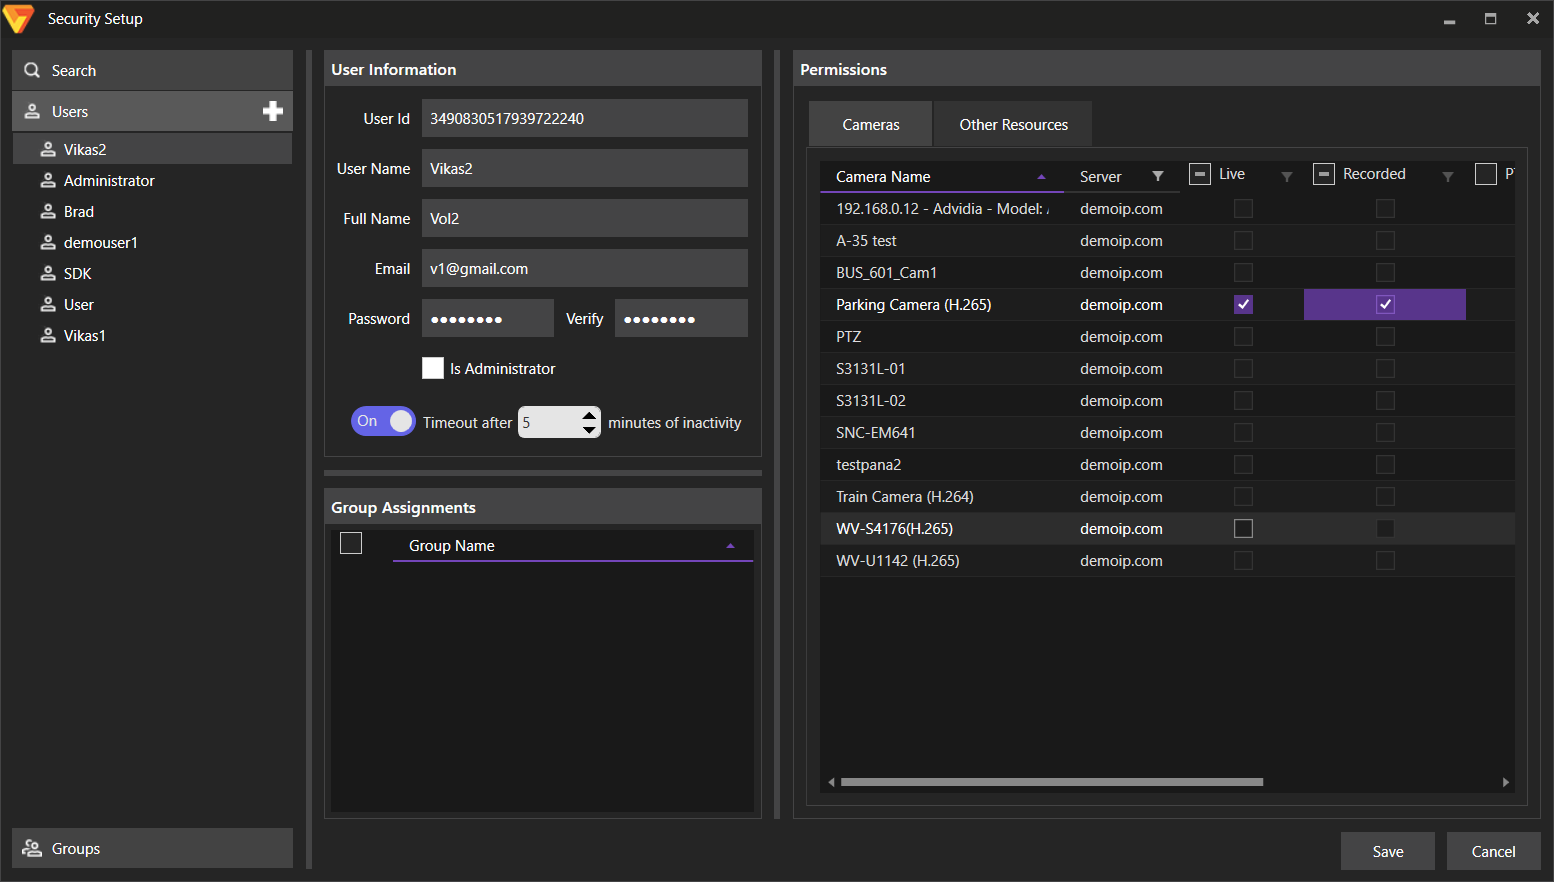 Security Setup
Search
Users
Vikas2
Administrator
Brad
demouser1
SDK
User
Vikas1
Groups
User Information
User Id 3490830517939722240
User Name Vikas2
Full Name Vol2
Email v1@gmail.com
Password ●●●●●●●● Verify ●●●●●●●●
Is Administrator
On Timeout after 5 minutes of inactivity
Group Assignments
Group Name
Permissions
Cameras Other Resources
Camera Name Server Live Recorded
192.168.0.12 - Advidia - Model: demoip.com
A-35 test demoip.com
BUS_601_Cam1 demoip.com
Parking Camera (H.265) demoip.com
PTZ demoip.com
S3131L-01 demoip.com
S3131L-02 demoip.com
SNC-EM641 demoip.com
testpana2 demoip.com
Train Camera (H.264) demoip.com
WV-S4176(H.265) demoip.com
WV-U1142 (H.265) demoip.com
Save Cancel